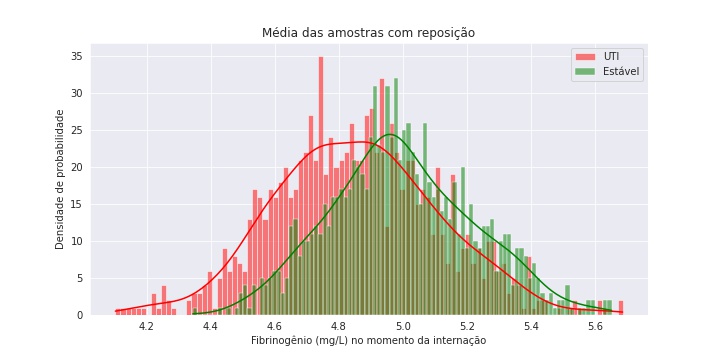 Média das amostras com reposição
UTI
Estável
Densidade de probabilidade
35
30
25
20
15
10
5
0
4.2 4.4 4.6 4.8 5.0 5.2 5.4 5.6
Fibrinogênio (mg/L) no momento da internação